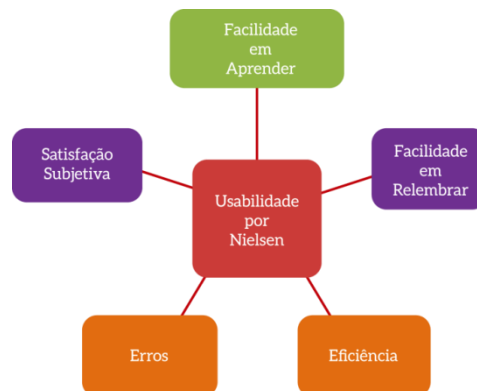 Facilidade
em
Aprender
Satisfação
Subjetiva
Facilidade
em
Relembrar
Usabilidade
por
Nielsen
Erros
Eficiência